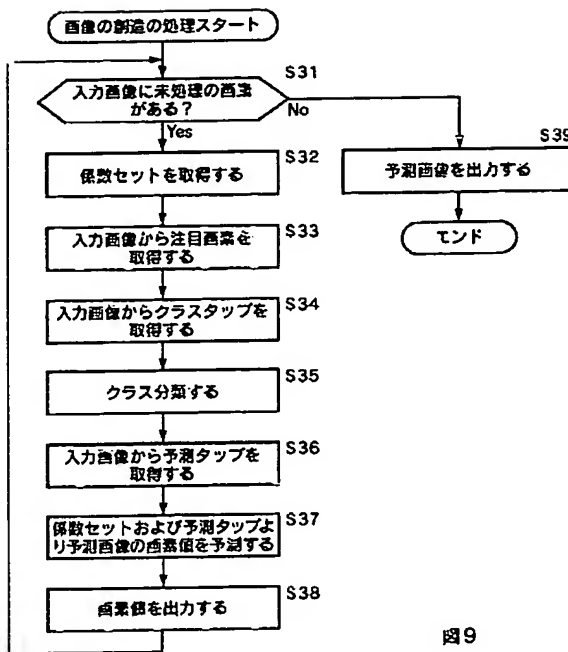 画像の創造の処理スタート
S31
入力画像に未処理の画素
がある?
No
Yes
S39
予測画像を出力する
エンド
S32
係数セットを取得する
S33
入力画像から注目画素を
取得する
S34
入力画像からクラスタップを
取得する
S35
クラス分類する
S36
入力画像から予測タップを
取得する
S37
係数セットおよび予測タップよ
り予測画像の画素値を予測する
S38
画素値を出力する
図9